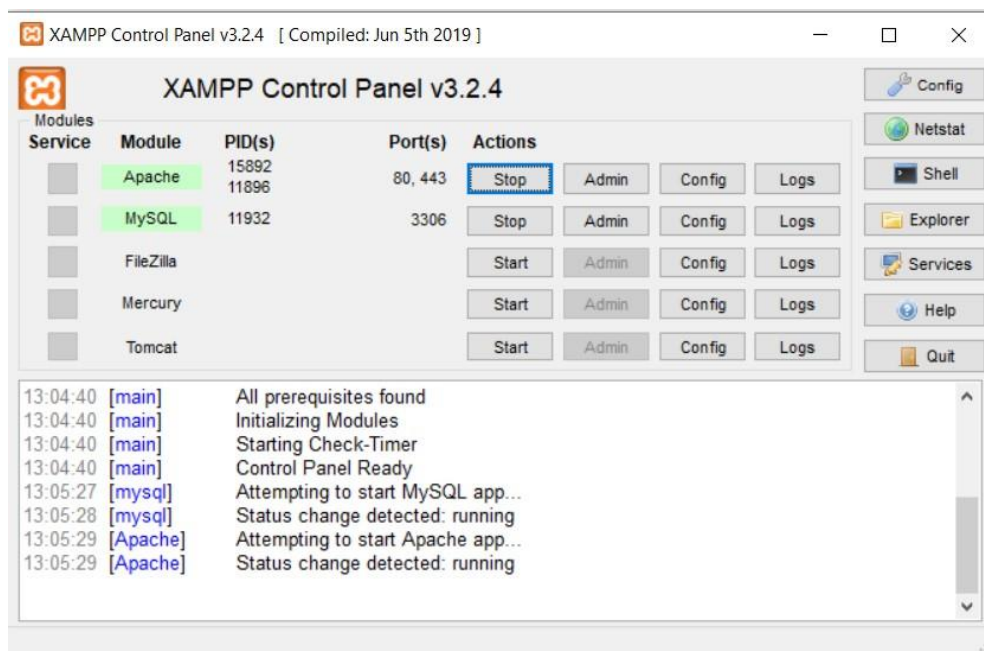 XAMPP Control Panel v3.2.4 [ Compiled: Jun 5th 2019 ]
XAMPP Control Panel v3.2.4
Config
Modules
Service Module PID(s) Port(s) Actions
Netstat
Apache 15892 11896 80, 443 Stop Admin Config Logs
Shell
MySQL 11932 3306 Stop Admin Config Logs
Explorer
FileZilla Start Admin Config Logs
Services
Mercury Start Admin Config Logs
Help
Tomcat Start Admin Config Logs
Quit
13:04:40 [main] All prerequisites found
13:04:40 [main] Initializing Modules
13:04:40 [main] Starting Check-Timer
13:04:40 [main] Control Panel Ready
13:05:27 [mysql] Attempting to start MySQL app...
13:05:28 [mysql] Status change detected: running
13:05:29 [Apache] Attempting to start Apache app...
13:05:29 [Apache] Status change detected: running